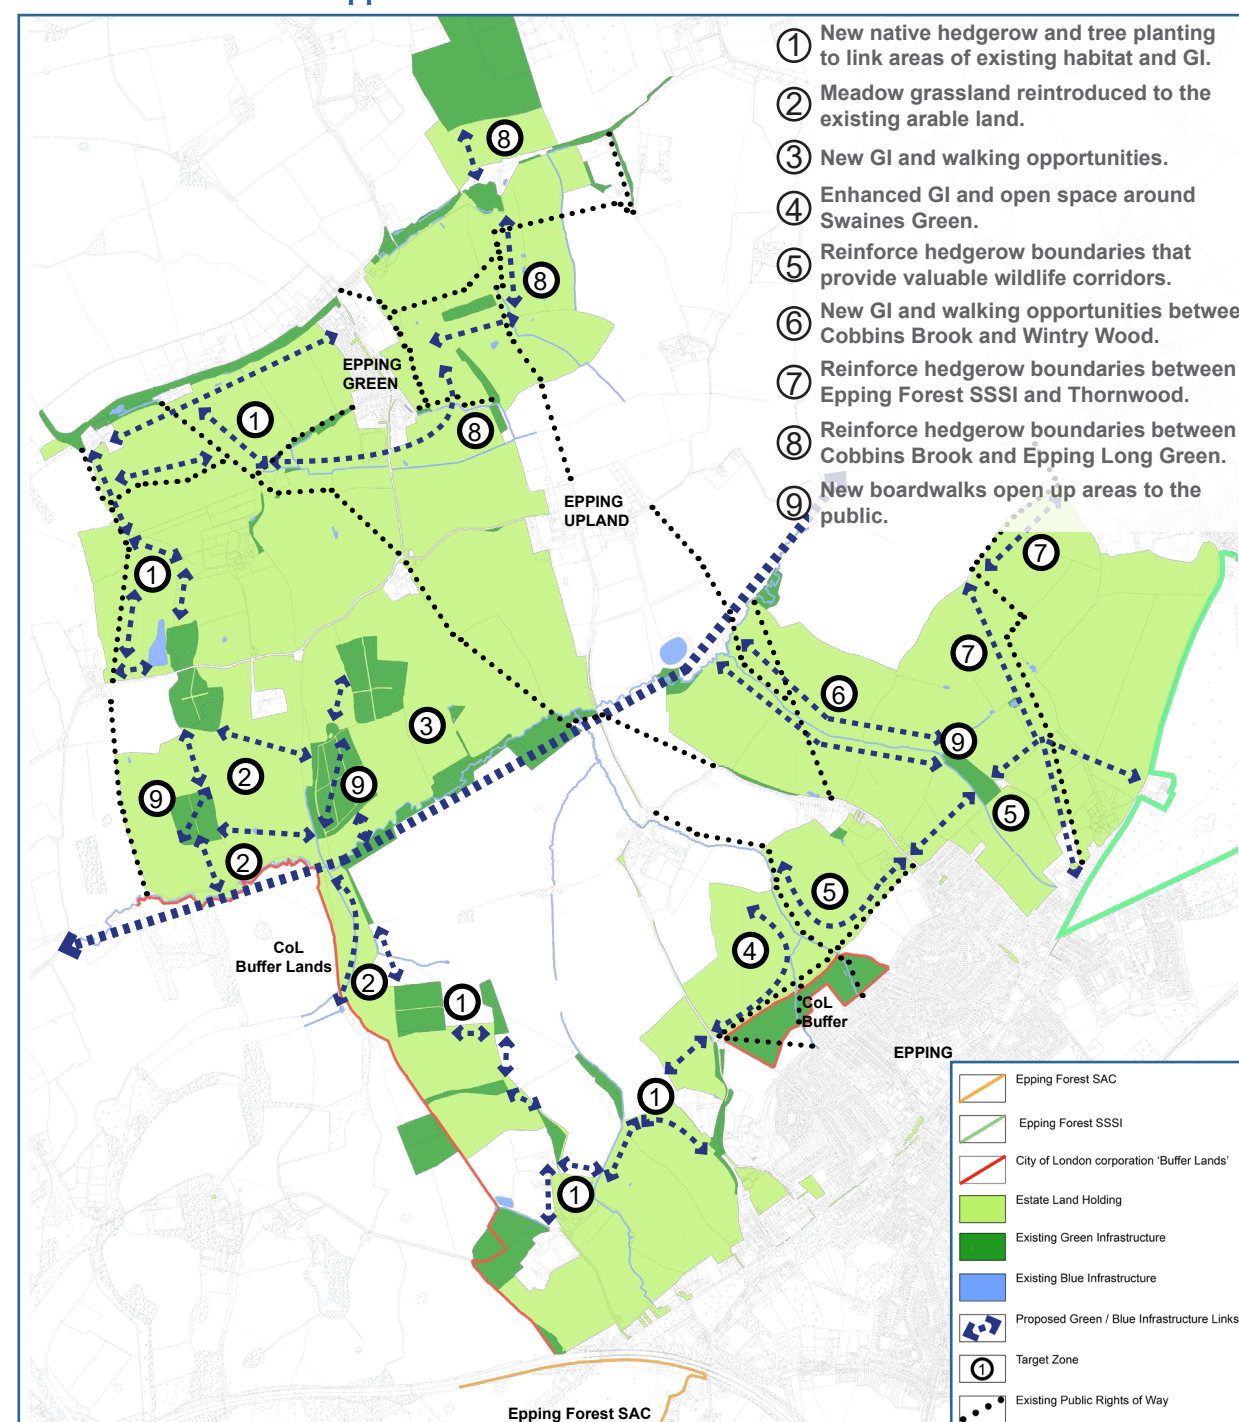 ① New native hedgerow and tree planting
to link areas of existing habitat and GI.
② Meadow grassland reintroduced to the
existing arable land.
③ New GI and walking opportunities.
④ Enhanced GI and open space around
Swaines Green.
⑤ Reinforce hedgerow boundaries that
provide valuable wildlife corridors.
⑥ New GI and walking opportunities betwee
Cobbins Brook and Wintry Wood.
⑦ Reinforce hedgerow boundaries between
Epping Forest SSSI and Thornwood.
⑧ Reinforce hedgerow boundaries between
Cobbins Brook and Epping Long Green.
⑨ New boardwalks open up areas to the
public.
8
8
EPPING
GREEN
1
8
EPPING
UPLAND
7
1
7
6
3
9
2
9
9
5
2
5
4
CoL
Buffer Lands
2
1
CoL
Buffer
EPPING
1
1
Epping Forest SAC
Epping Forest SAC
Epping Forest SSSI
City of London corporation ‘Buffer Lands’
Estate Land Holding
Existing Green Infrastructure
Existing Blue Infrastructure
Proposed Green / Blue Infrastructure Links
1 Target Zone
Existing Public Rights of Way